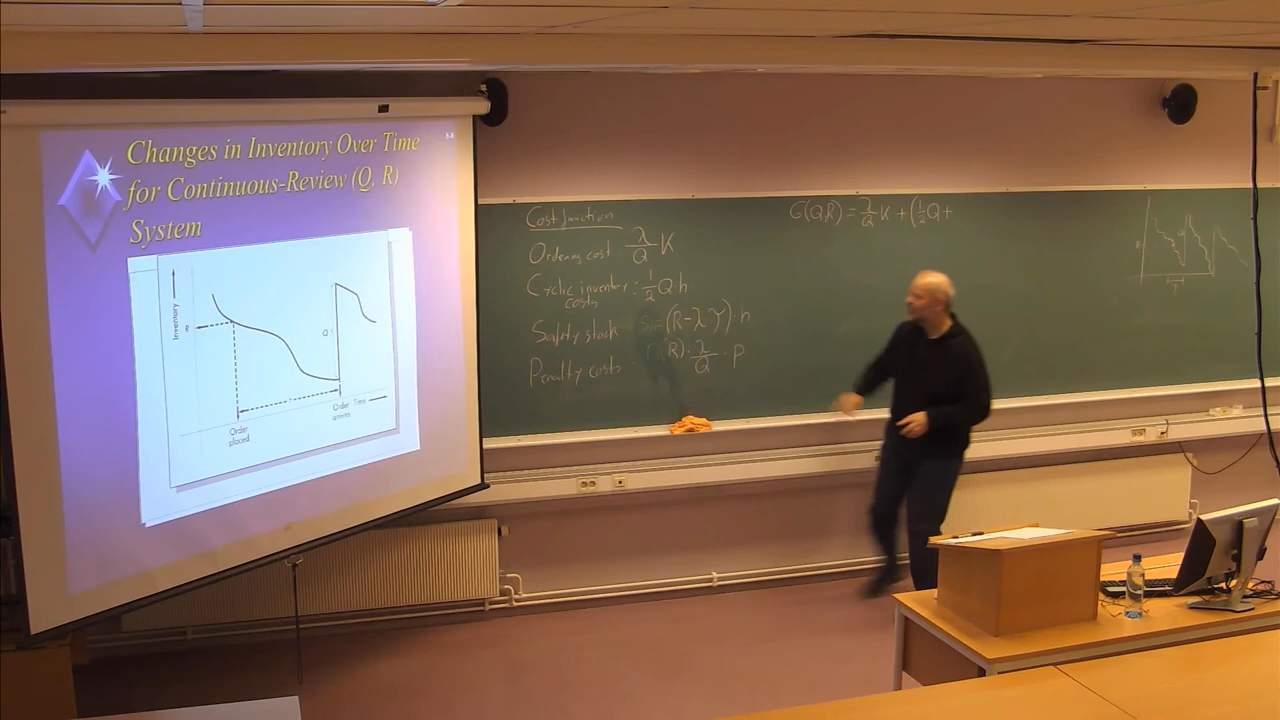 Changes in Inventory Over Time
for Continuous-Review (Q, R)
System
Inventory
R
Q
Order
placed
Order
arrives
Time
Cost function
Ordering cost: λ/Q K
Cyclic inventory costs: 1/2 Q·h
Safety stock (R-λτ)·h
Penalty costs (R)·λ/Q·p
G(Q,R) = λ/Q K + (1/2 Q +